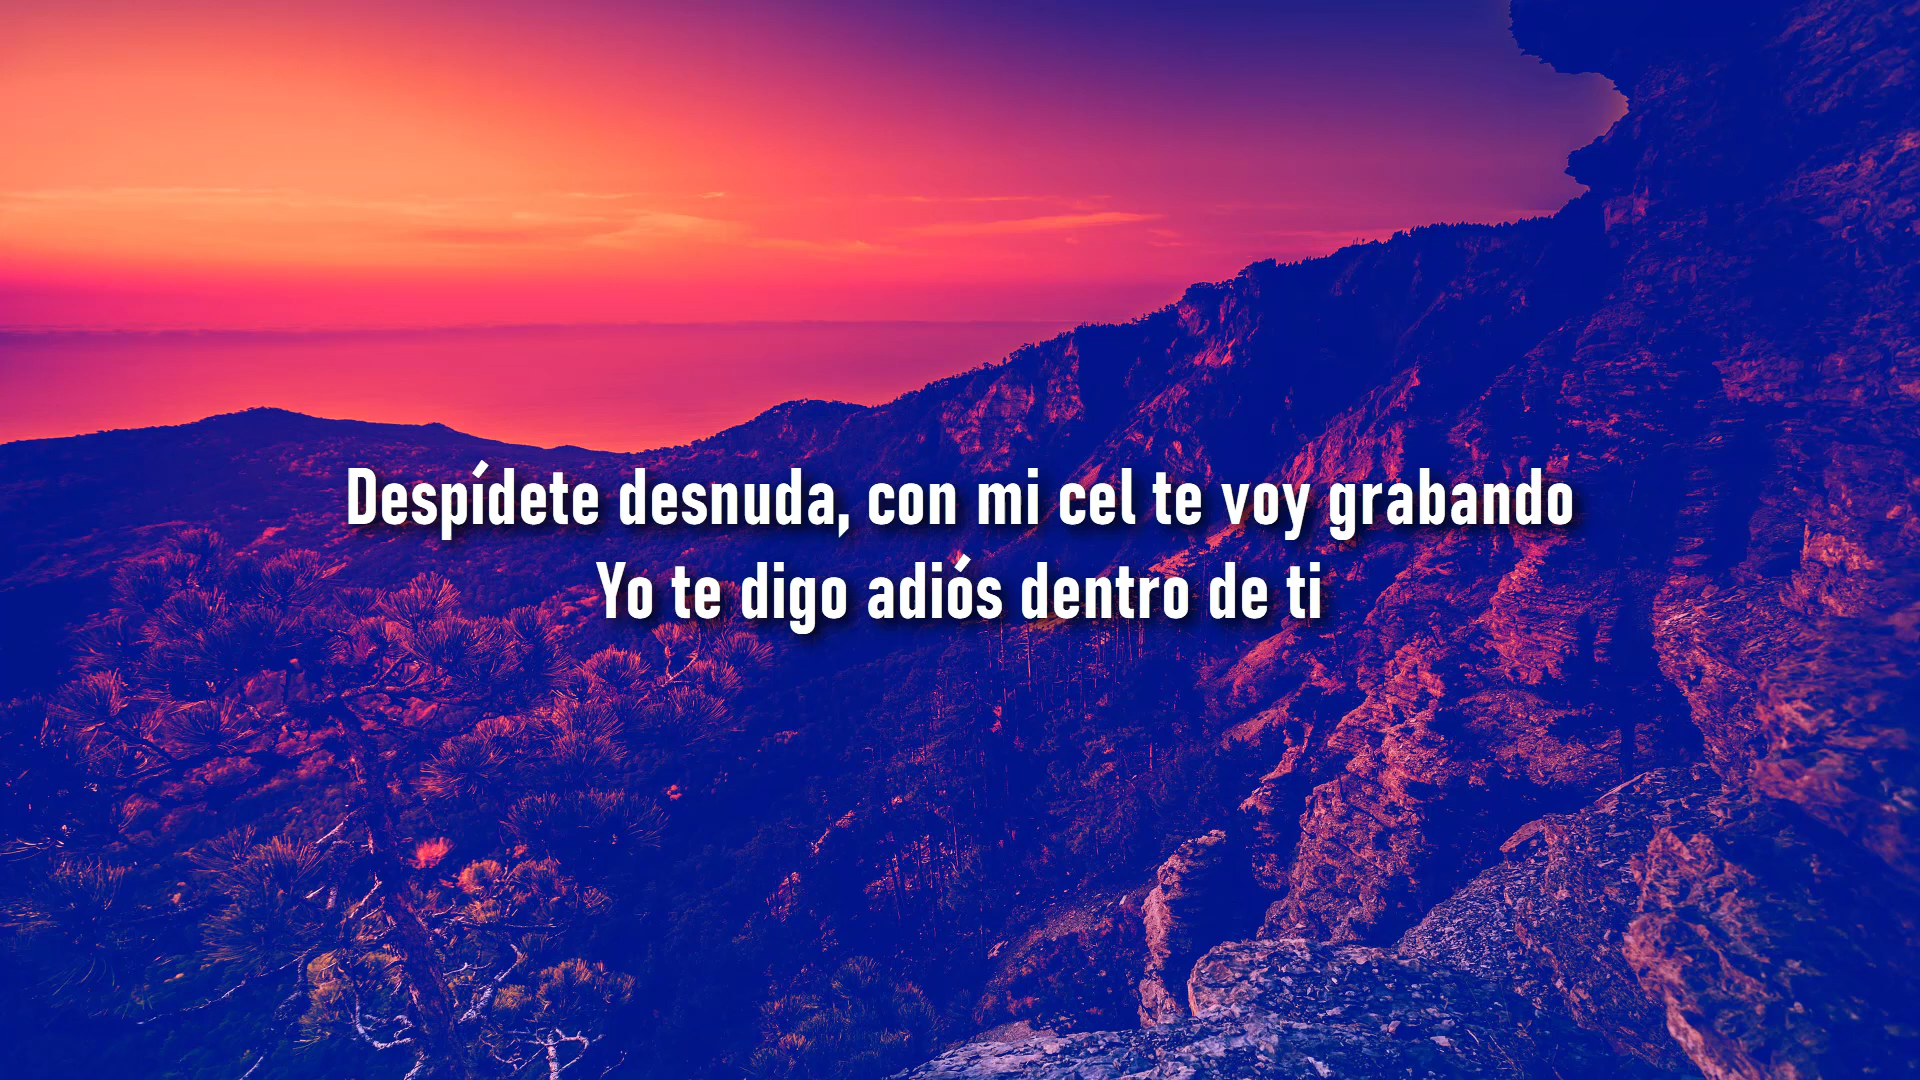 Despídete desnuda, con mi cel te voy grabando
Yo te digo adiós dentro de ti